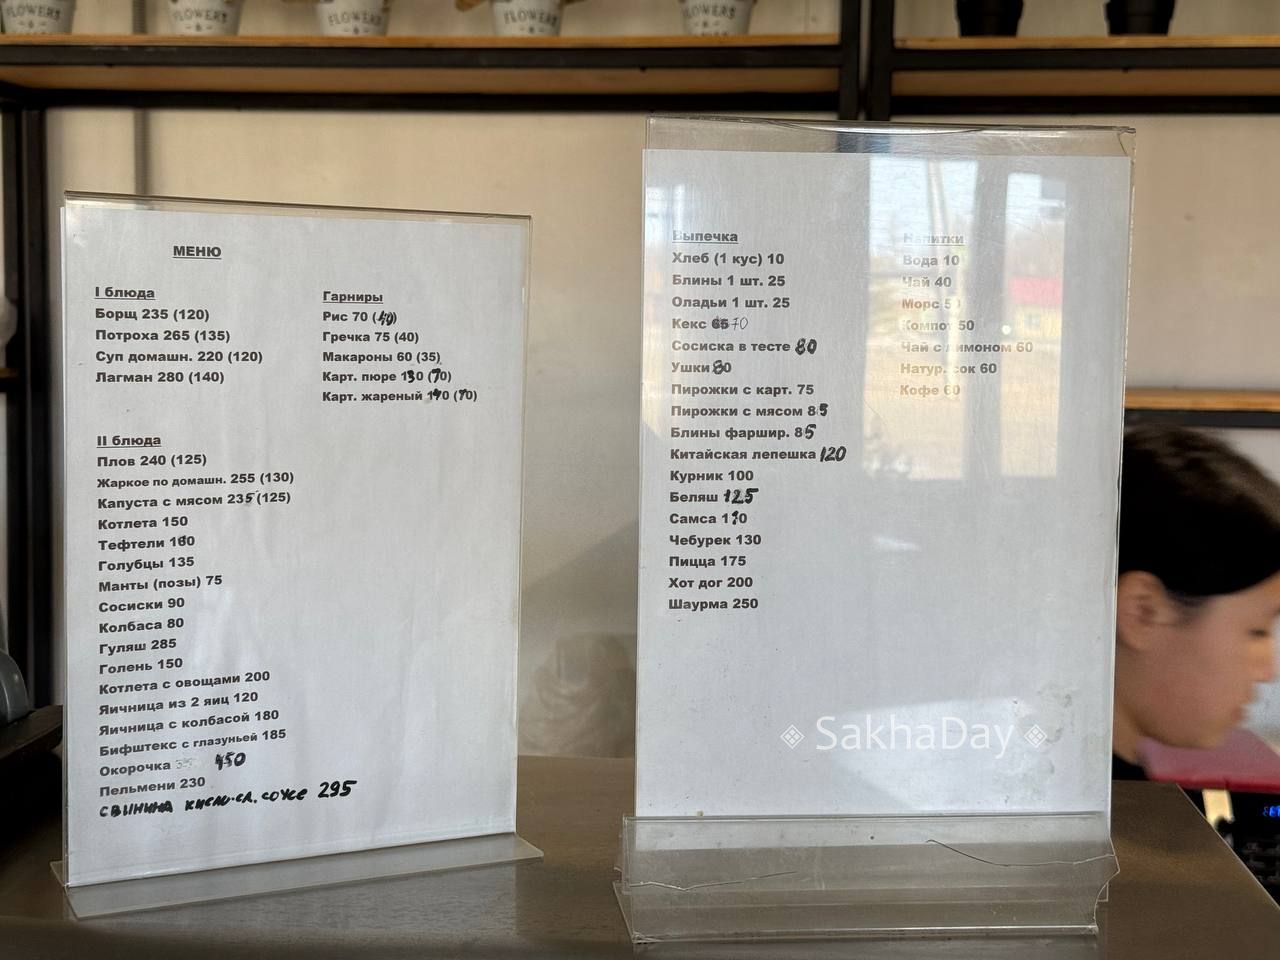 FLOWER'S
FLOWERS
FLOWERS
FLOWER'S
МЕНЮ
I блюда
Борщ 235 (120)
Потроха 265 (135)
Суп домашн. 220 (120)
Лагман 280 (140)
Гарниры
Рис 70 (40)
Гречка 75 (40)
Макароны 60 (35)
Карт. пюре 130 (70)
Карт. жареный 140 (70)
II блюда
Плов 240 (125)
Жаркое по домашн. 255 (130)
Капуста с мясом 235 (125)
Котлета 150
Тефтели 160
Голубцы 135
Манты (позы) 75
Сосиски 90
Колбаса 80
Гуляш 285
Голень 150
Котлета с овощами 200
Яичница из 2 яиц 120
Яичница с колбасой 180
Бифштекс с глазуньей 185
Окорочка 450
Пельмени 230
СВИНИНА КИСЛО-СЛ. СОУСЕ 295
Выпечка
Хлеб (1 кус) 10
Блины 1 шт. 25
Оладьи 1 шт. 25
Кекс 65 70
Сосиска в тесте 80
Ушки 80
Пирожки с карт. 75
Пирожки с мясом 85
Блины фаршир. 85
Китайская лепешка 120
Курник 100
Беляш 125
Самса
Чебурек 130
Пицца 175
Хот дог 200
Шаурма 250
Напитки
Вода 10
Чай 40
Морс 50
Компот 50
Чай с лимоном 60
Натур. сок 60
Кофе 60
SakhaDay